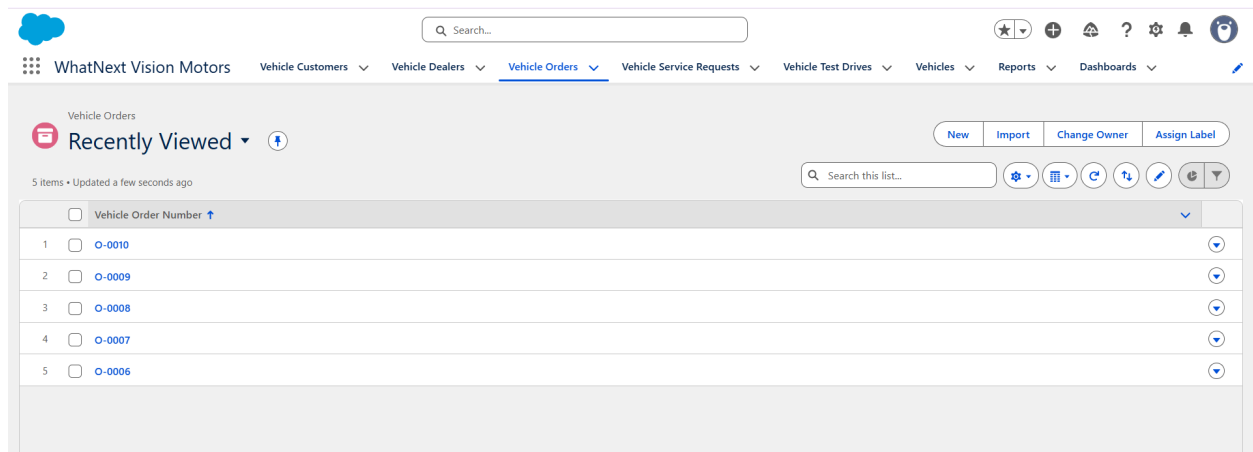 Search...
WhatNext Vision Motors Vehicle Customers Vehicle Dealers Vehicle Orders Vehicle Service Requests Vehicle Test Drives Vehicles Reports Dashboards
Vehicle Orders
Recently Viewed
New Import Change Owner Assign Label
5 items • Updated a few seconds ago
Search this list...
Vehicle Order Number
1 O-0010
2 O-0009
3 O-0008
4 O-0007
5 O-0006